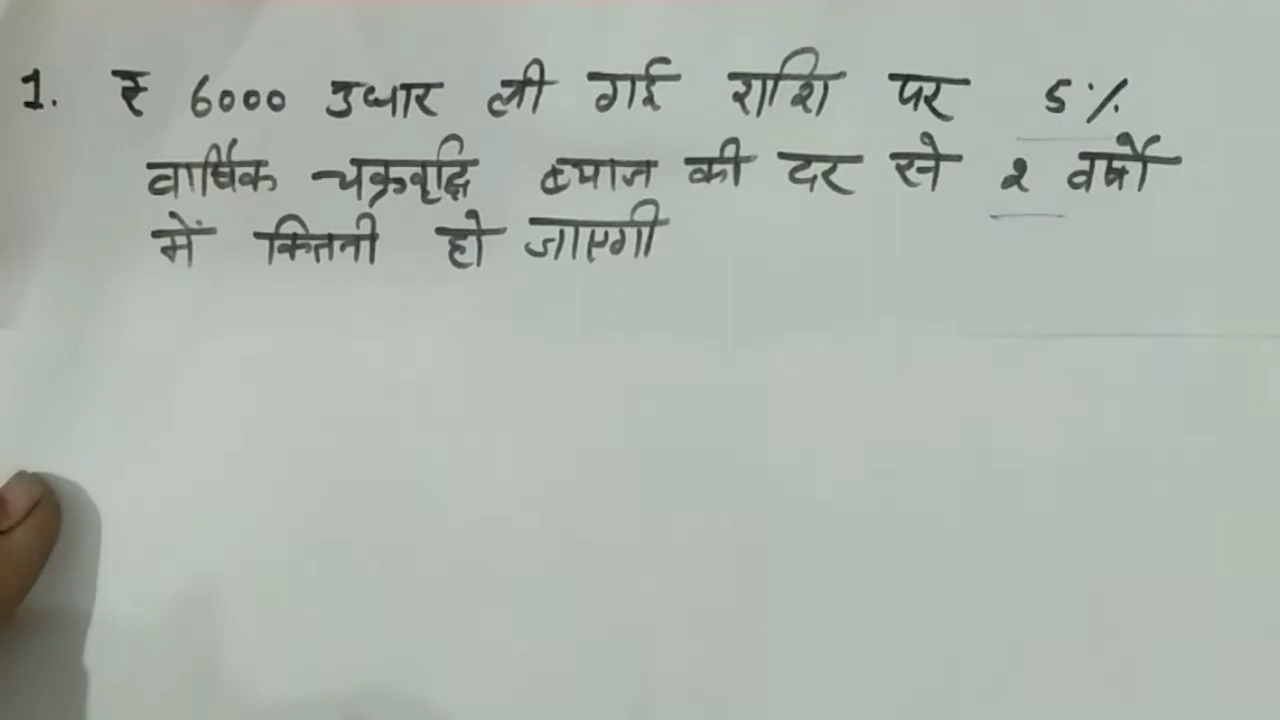 1. ₹ 6000 उधार ली गई राशि पर 5%
वार्षिक चक्रवृद्धि ब्याज की दर से 2 वर्षों
में कितनी हो जाएगी